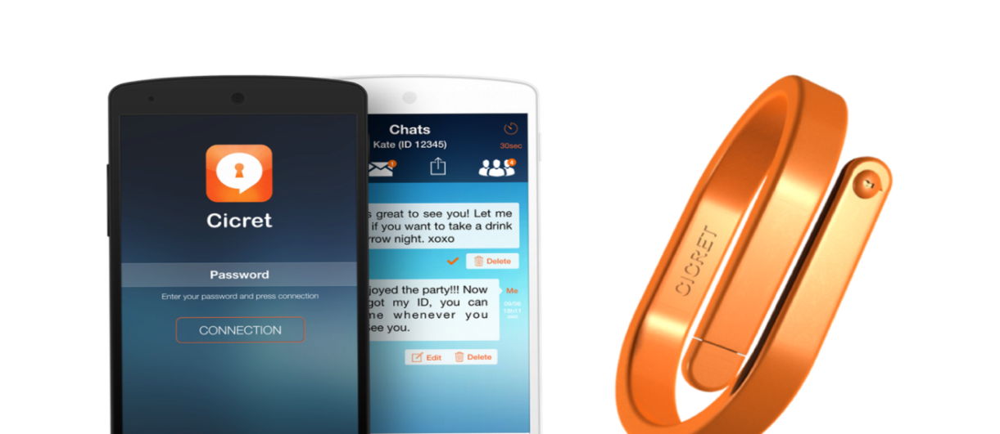 Cicret
Password
Enter your password and press connection
CONNECTION
Chats
Kate (ID 12345)
30sec
1
4
great to see you! Let me
if you want to take a drink
row night. xoxo
Delete
joyed the party!!! Now
got my ID, you can
me whenever you
see you.
Me
Edit
Delete
CICRET